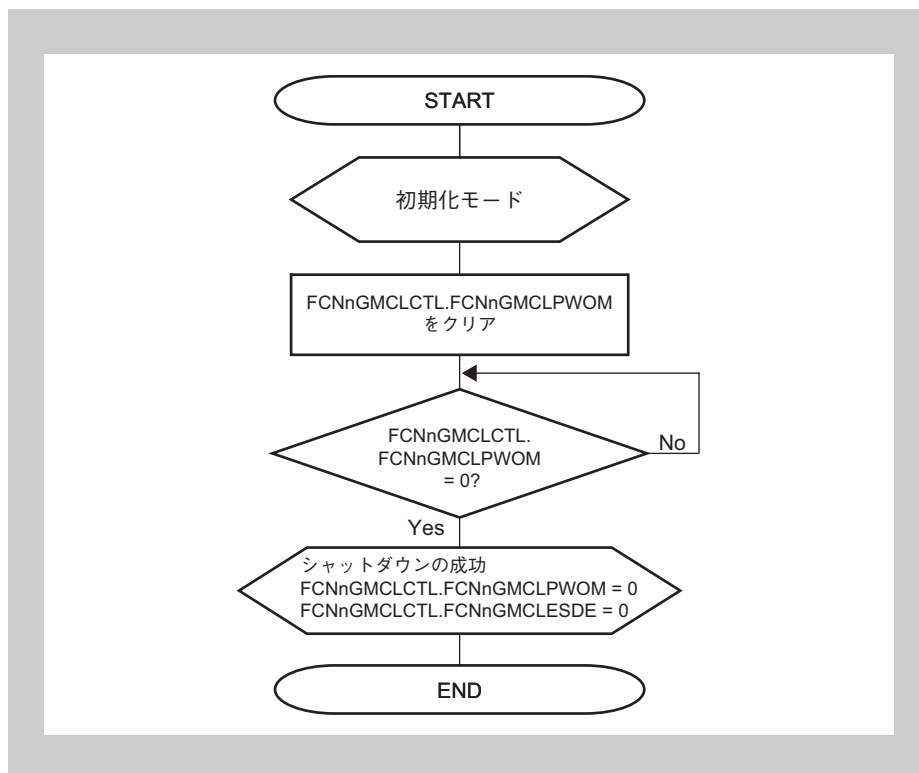 START
初期化モード
FCNnGMCLCTL.FCNnGMCLPWOM
をクリア
FCNnGMCLCTL.
FCNnGMCLPWOM
= 0?
No
Yes
シャットダウンの成功
FCNnGMCLCTL.FCNnGMCLPWOM = 0
FCNnGMCLCTL.FCNnGMCLESDE = 0
END